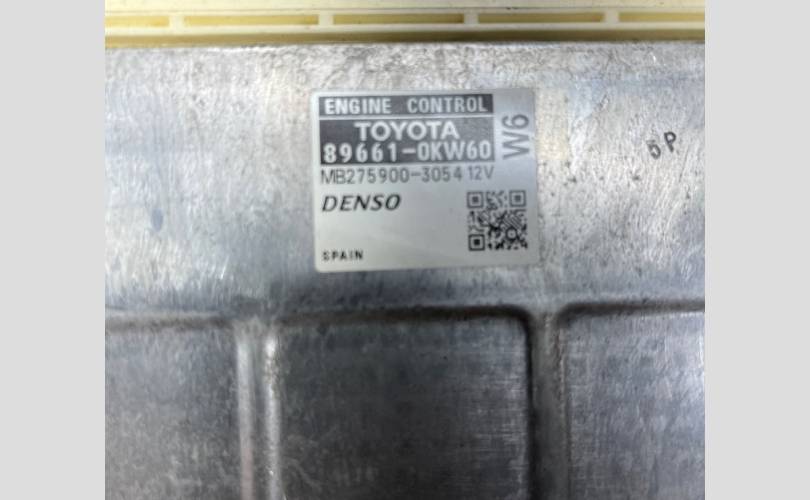 ENGINE CONTROL
TOYOTA
89661-0KW60
W6
MB275900-3054 12V
DENSO
SPAIN
5P